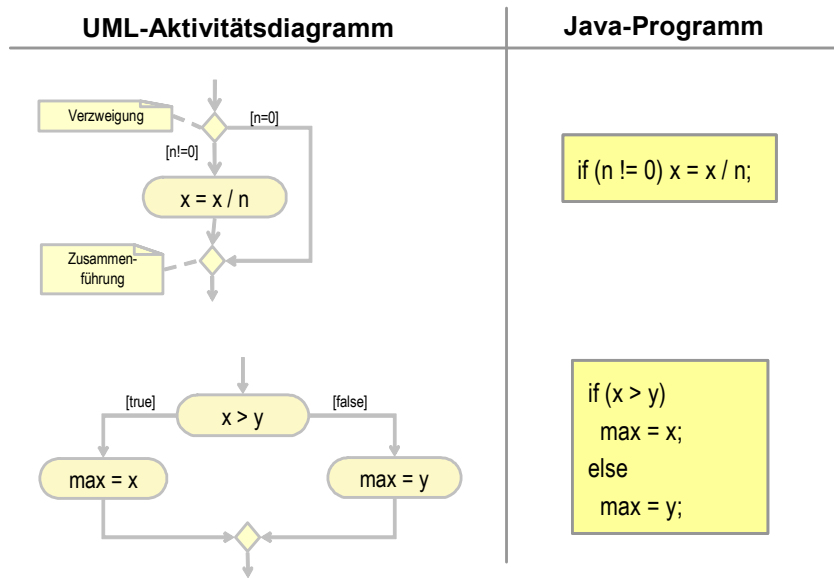 UML-Aktivitätsdiagramm
Java-Programm
Verzweigung
[n=0]
[n!=0]
x = x / n
Zusammen-
führung
if (n != 0) x = x / n;
[true]
x > y
[false]
max = x
max = y
if (x > y)
max = x;
else
max = y;